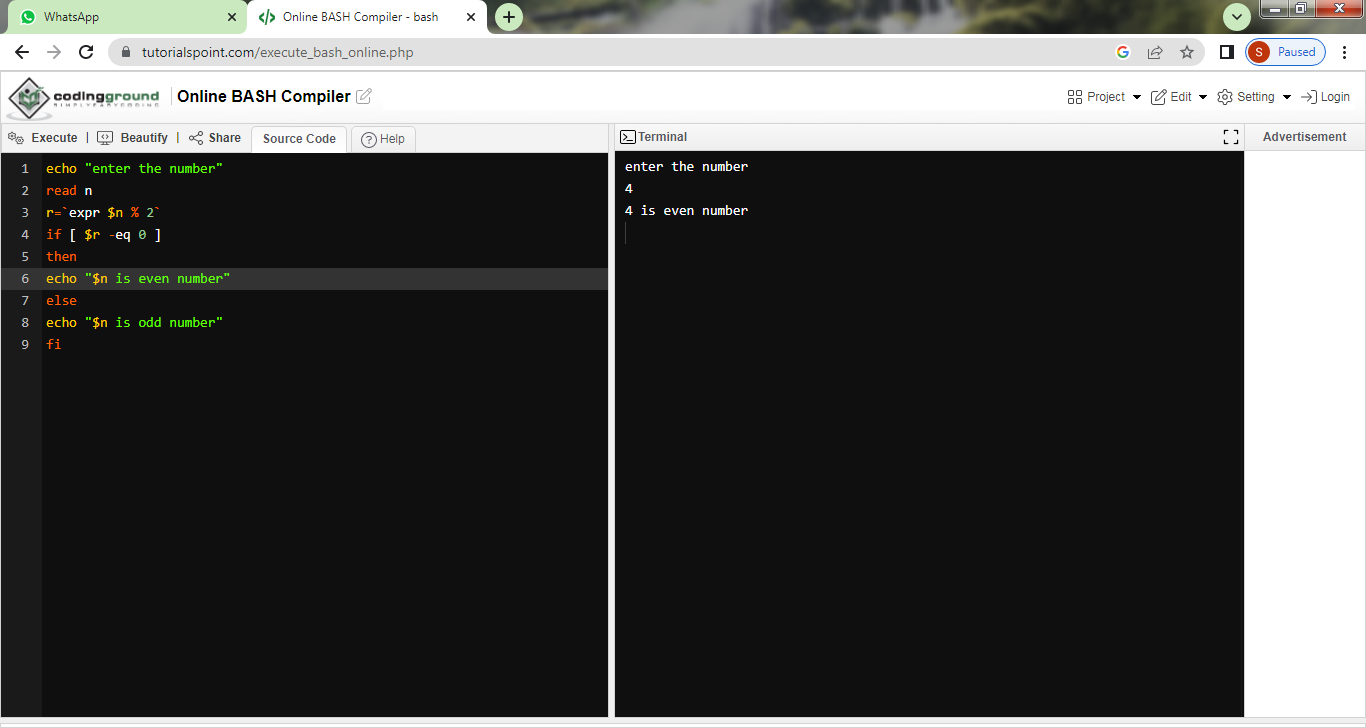 WhatsApp
Online BASH Compiler - bash
tutorialspoint.com/execute_bash_online.php
S Paused
codingground
SIMPLYEASYCODING
Online BASH Compiler
Project Edit Setting Login
Execute | Beautify | Share Source Code Help
1 echo "enter the number"
2 read n
3 r=`expr $n % 2`
4 if [ $r -eq 0 ]
5 then
6 echo "$n is even number"
7 else
8 echo "$n is odd number"
9 fi
Terminal
enter the number
4
4 is even number
Advertisement